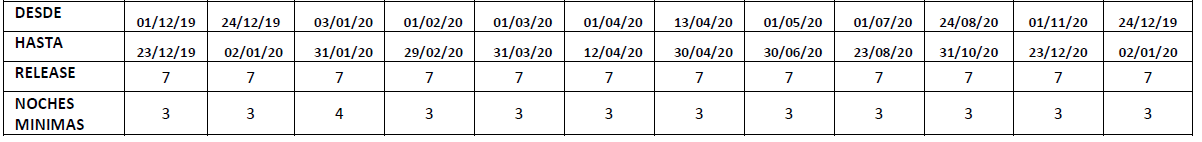 DESDE 01/12/19 24/12/19 03/01/20 01/02/20 01/03/20 01/04/20 13/04/20 01/05/20 01/07/20 24/08/20 01/11/20 24/12/19
HASTA 23/12/19 02/01/20 31/01/20 29/02/20 31/03/20 12/04/20 30/04/20 30/06/20 23/08/20 31/10/20 23/12/20 02/01/20
RELEASE 7 7 7 7 7 7 7 7 7 7 7 7
NOCHES
MINIMAS 3 3 4 3 3 3 3 3 3 3 3 3